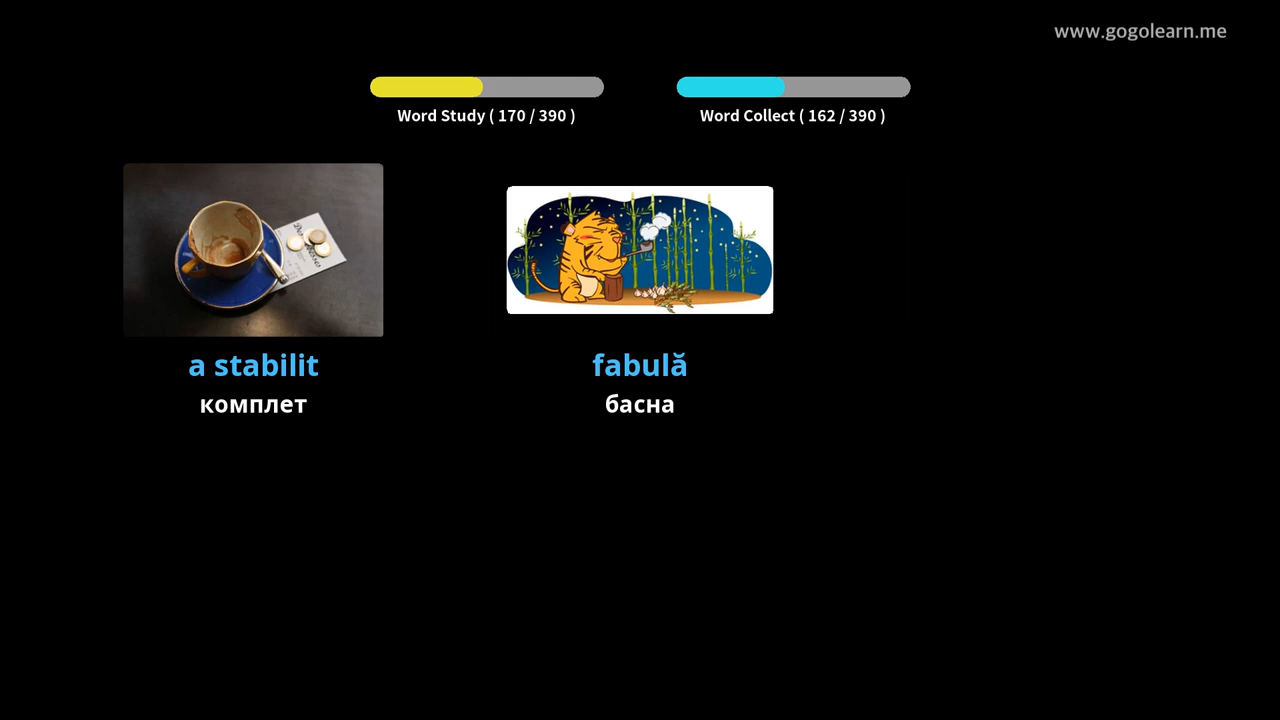 www.gogolearn.me
Word Study ( 170 / 390 )
Word Collect ( 162 / 390 )
a stabilit
комплет
fabulă
басна